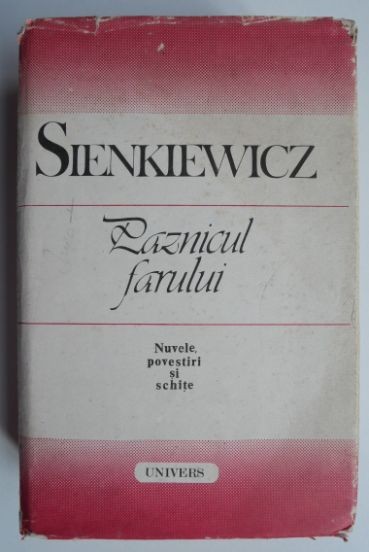 SIENKIEWICZ
Paznicul
farului
Nuvele,
povestiri
și
schițe
UNIVERS